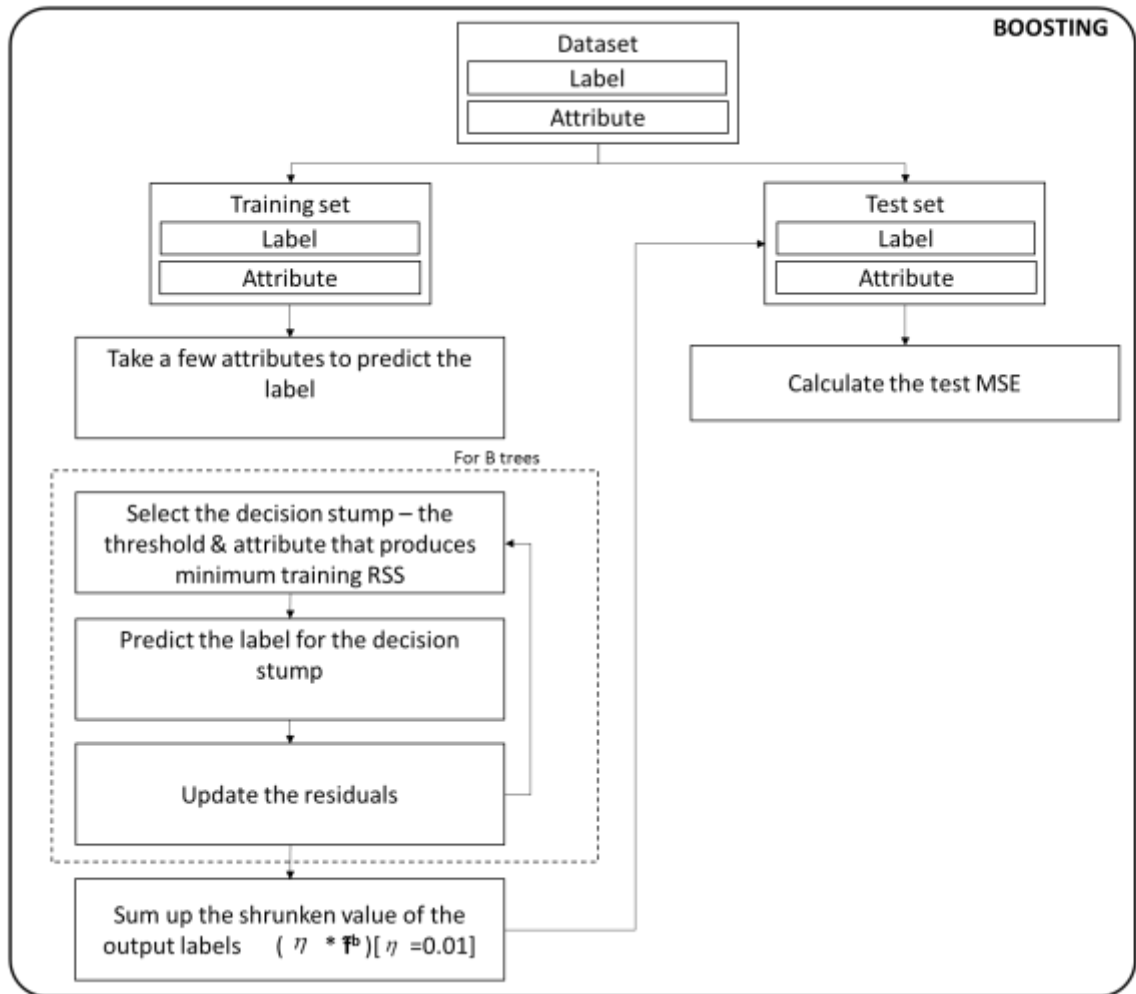 BOOSTING
Dataset
Label
Attribute
Training set
Label
Attribute
Test set
Label
Attribute
Take a few attributes to predict the
label
Calculate the test MSE
For B trees
Select the decision stump – the
threshold & attribute that produces
minimum training RSS
Predict the label for the decision
stump
Update the residuals
Sum up the shrunken value of the
output labels ( η * f̂ᵇ )[ η =0.01]